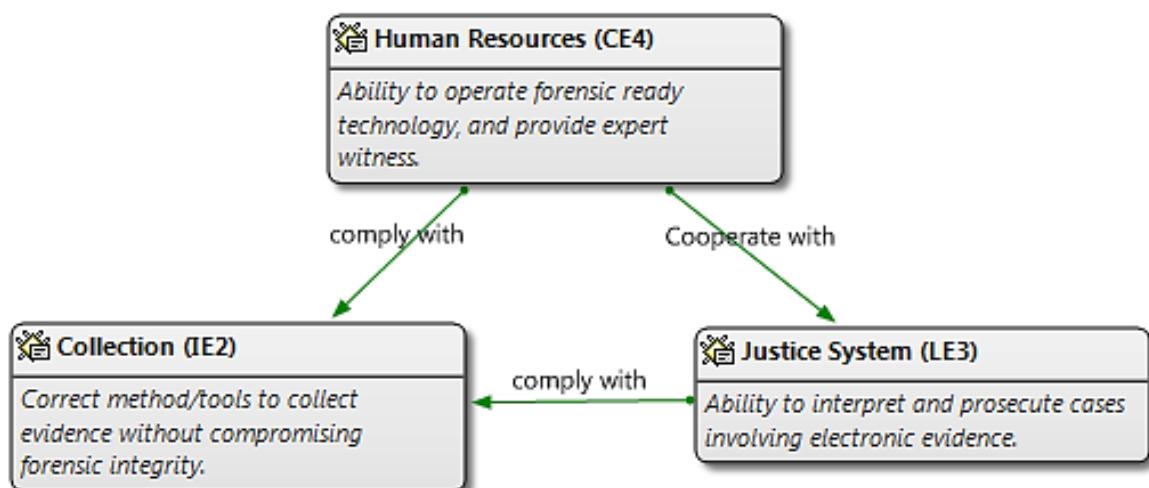 Human Resources (CE4)
Ability to operate forensic ready
technology, and provide expert
witness.
comply with
Cooperate with
Collection (IE2)
Correct method/tools to collect
evidence without compromising
forensic integrity.
comply with
Justice System (LE3)
Ability to interpret and prosecute cases
involving electronic evidence.